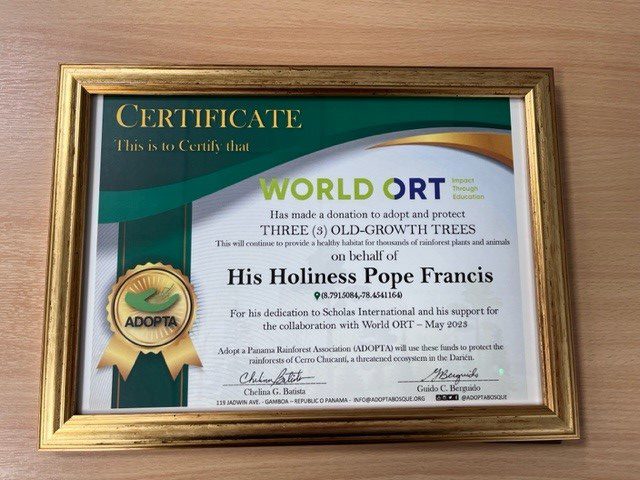 CERTIFICATE
This is to Certify that
WORLD ORT
Impact
Through
Education
Has made a donation to adopt and protect
THREE (3) OLD-GROWTH TREES
This will continue to provide a healthy habitat for thousands of rainforest plants and animals
on behalf of
His Holiness Pope Francis
(8.7915084,-78.4541164)
For his dedication to Scholas International and his support for
the collaboration with World ORT – May 2023
ADOPTA
Adopt a Panama Rainforest Association (ADOPTA) will use these funds to protect the
rainforests of Cerro Chucantí, a threatened ecosystem in the Darién.
Chelina Batista
GBerguido
Chelina G. Batista
Guido C. Berguido
119 JADWIN AVE. - GAMBOA – REPUBLIC O PANAMA - INFO@ADOPTABOSQUE.ORG
@ADOPTABOSQUE